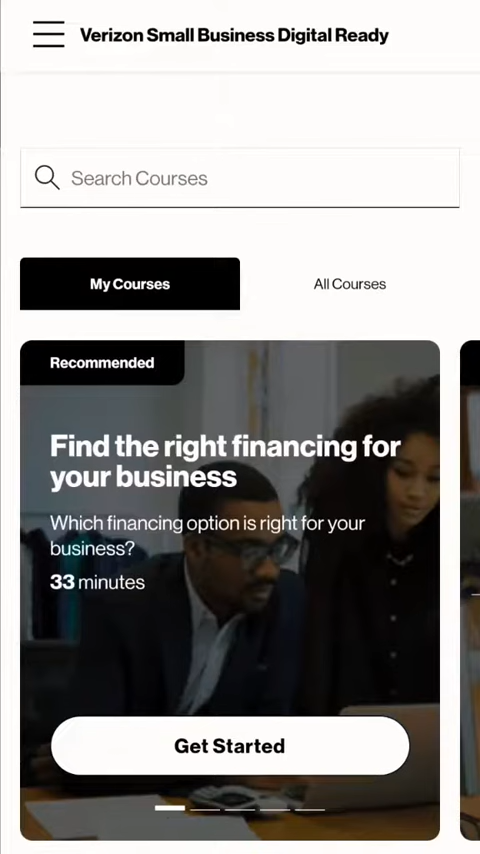 Verizon Small Business Digital Ready
Search Courses
My Courses
All Courses
Recommended
Find the right financing for
your business
Which financing option is right for your
business?
33 minutes
Get Started